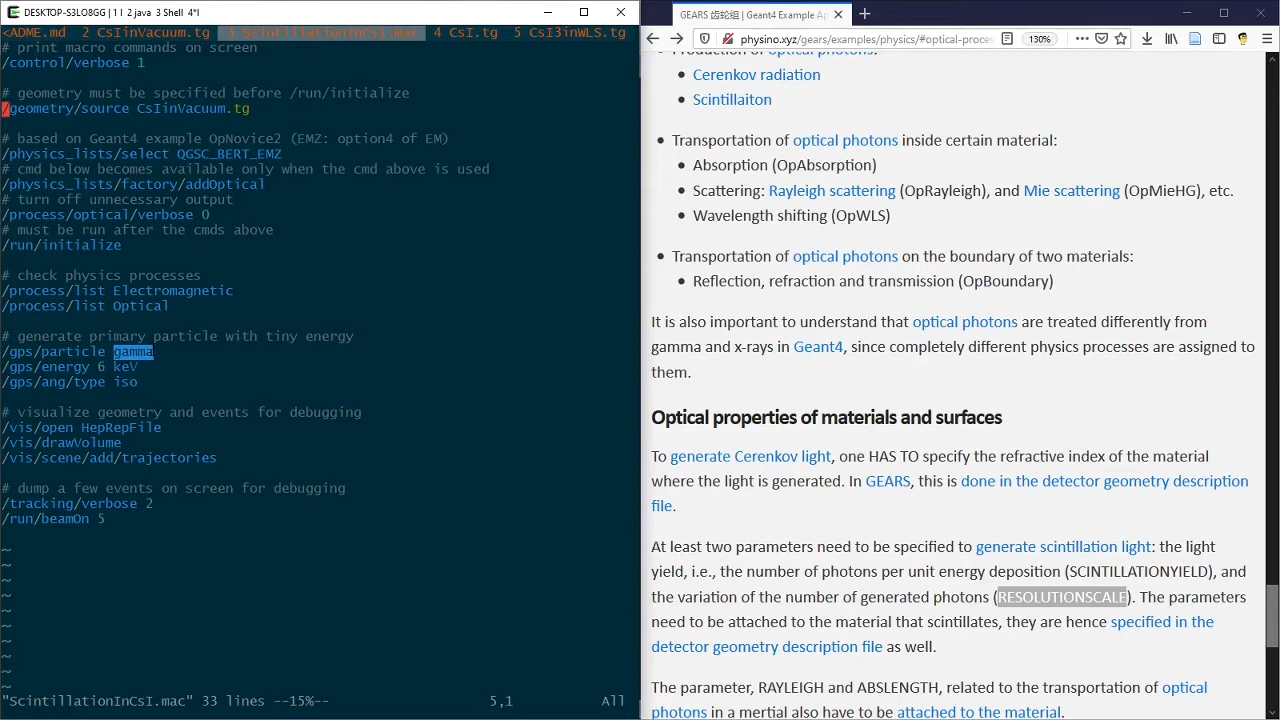 DESKTOP-S3LO8GG | 1 I 2 java 3 Shell 4*I
<ADME.md 2 CsIinVacuum.tg 3 ScintillationInCsI.mac 4 CsI.tg 5 CsI3inWLS.tg
# print macro commands on screen
/control/verbose 1
# geometry must be specified before /run/initialize
/geometry/source CsIinVacuum.tg
# based on Geant4 example OpNovice2 (EMZ: option4 of EM)
/physics_lists/select QGSC_BERT_EMZ
# cmd below becomes available only when the cmd above is used
/physics_lists/factory/addOptical
# turn off unnecessary output
/process/optical/verbose 0
# must be run after the cmds above
/run/initialize
# check physics processes
/process/list Electromagnetic
/process/list Optical
# generate primary particle with tiny energy
/gps/particle gamma
/gps/energy 6 keV
/gps/ang/type iso
# visualize geometry and events for debugging
/vis/open HepRepFile
/vis/drawVolume
/vis/scene/add/trajectories
# dump a few events on screen for debugging
/tracking/verbose 2
/run/beamOn 5
~
~
~
~
~
~
~
~
~
~
"ScintillationInCsI.mac" 33 lines --15%-- 5,1 All
GEARS 齿轮组 | Geant4 Example Ap
physino.xyz/gears/examples/physics/#optical-proces 130%
Production of optical photons:
Cerenkov radiation
Scintillaiton
Transportation of optical photons inside certain material:
Absorption (OpAbsorption)
Scattering: Rayleigh scattering (OpRayleigh), and Mie scattering (OpMieHG), etc.
Wavelength shifting (OpWLS)
Transportation of optical photons on the boundary of two materials:
Reflection, refraction and transmission (OpBoundary)
It is also important to understand that optical photons are treated differently from
gamma and x-rays in Geant4, since completely different physics processes are assigned to
them.
Optical properties of materials and surfaces
To generate Cerenkov light, one HAS TO specify the refractive index of the material
where the light is generated. In GEARS, this is done in the detector geometry description
file.
At least two parameters need to be specified to generate scintillation light: the light
yield, i.e., the number of photons per unit energy deposition (SCINTILLATIONYIELD), and
the variation of the number of generated photons (RESOLUTIONSCALE). The parameters
need to be attached to the material that scintillates, they are hence specified in the
detector geometry description file as well.
The parameter, RAYLEIGH and ABSLENGTH, related to the transportation of optical
photons in a mertial also have to be attached to the material.